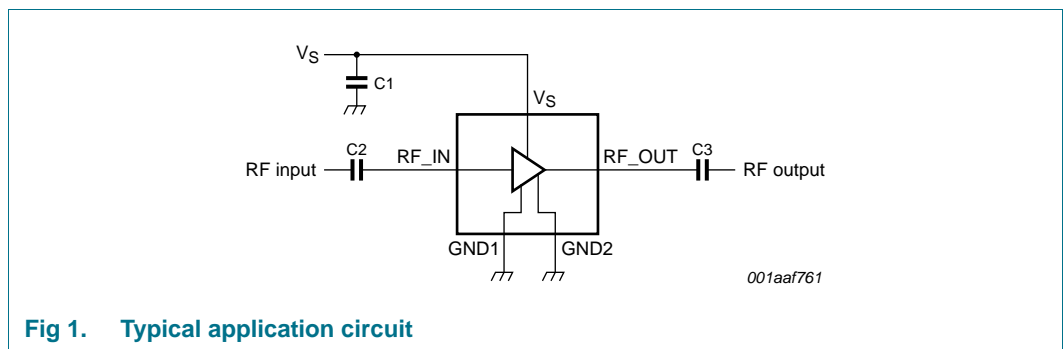 VS
C1
VS
C2
RF_IN
RF_OUT
C3
RF input
RF output
GND1
GND2
001aaf761
Fig 1. Typical application circuit